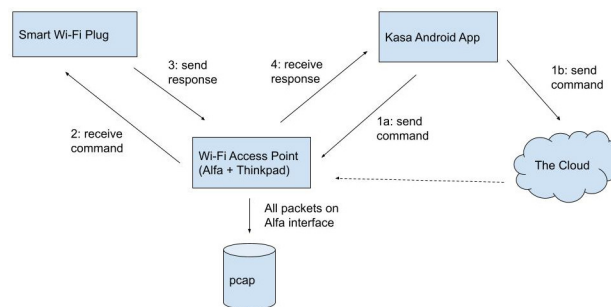 Smart Wi-Fi Plug
Kasa Android App
3: send
response
4: receive
response
1b: send
command
2: receive
command
1a: send
command
Wi-Fi Access Point
(Alfa + Thinkpad)
The Cloud
All packets on
Alfa interface
pcap